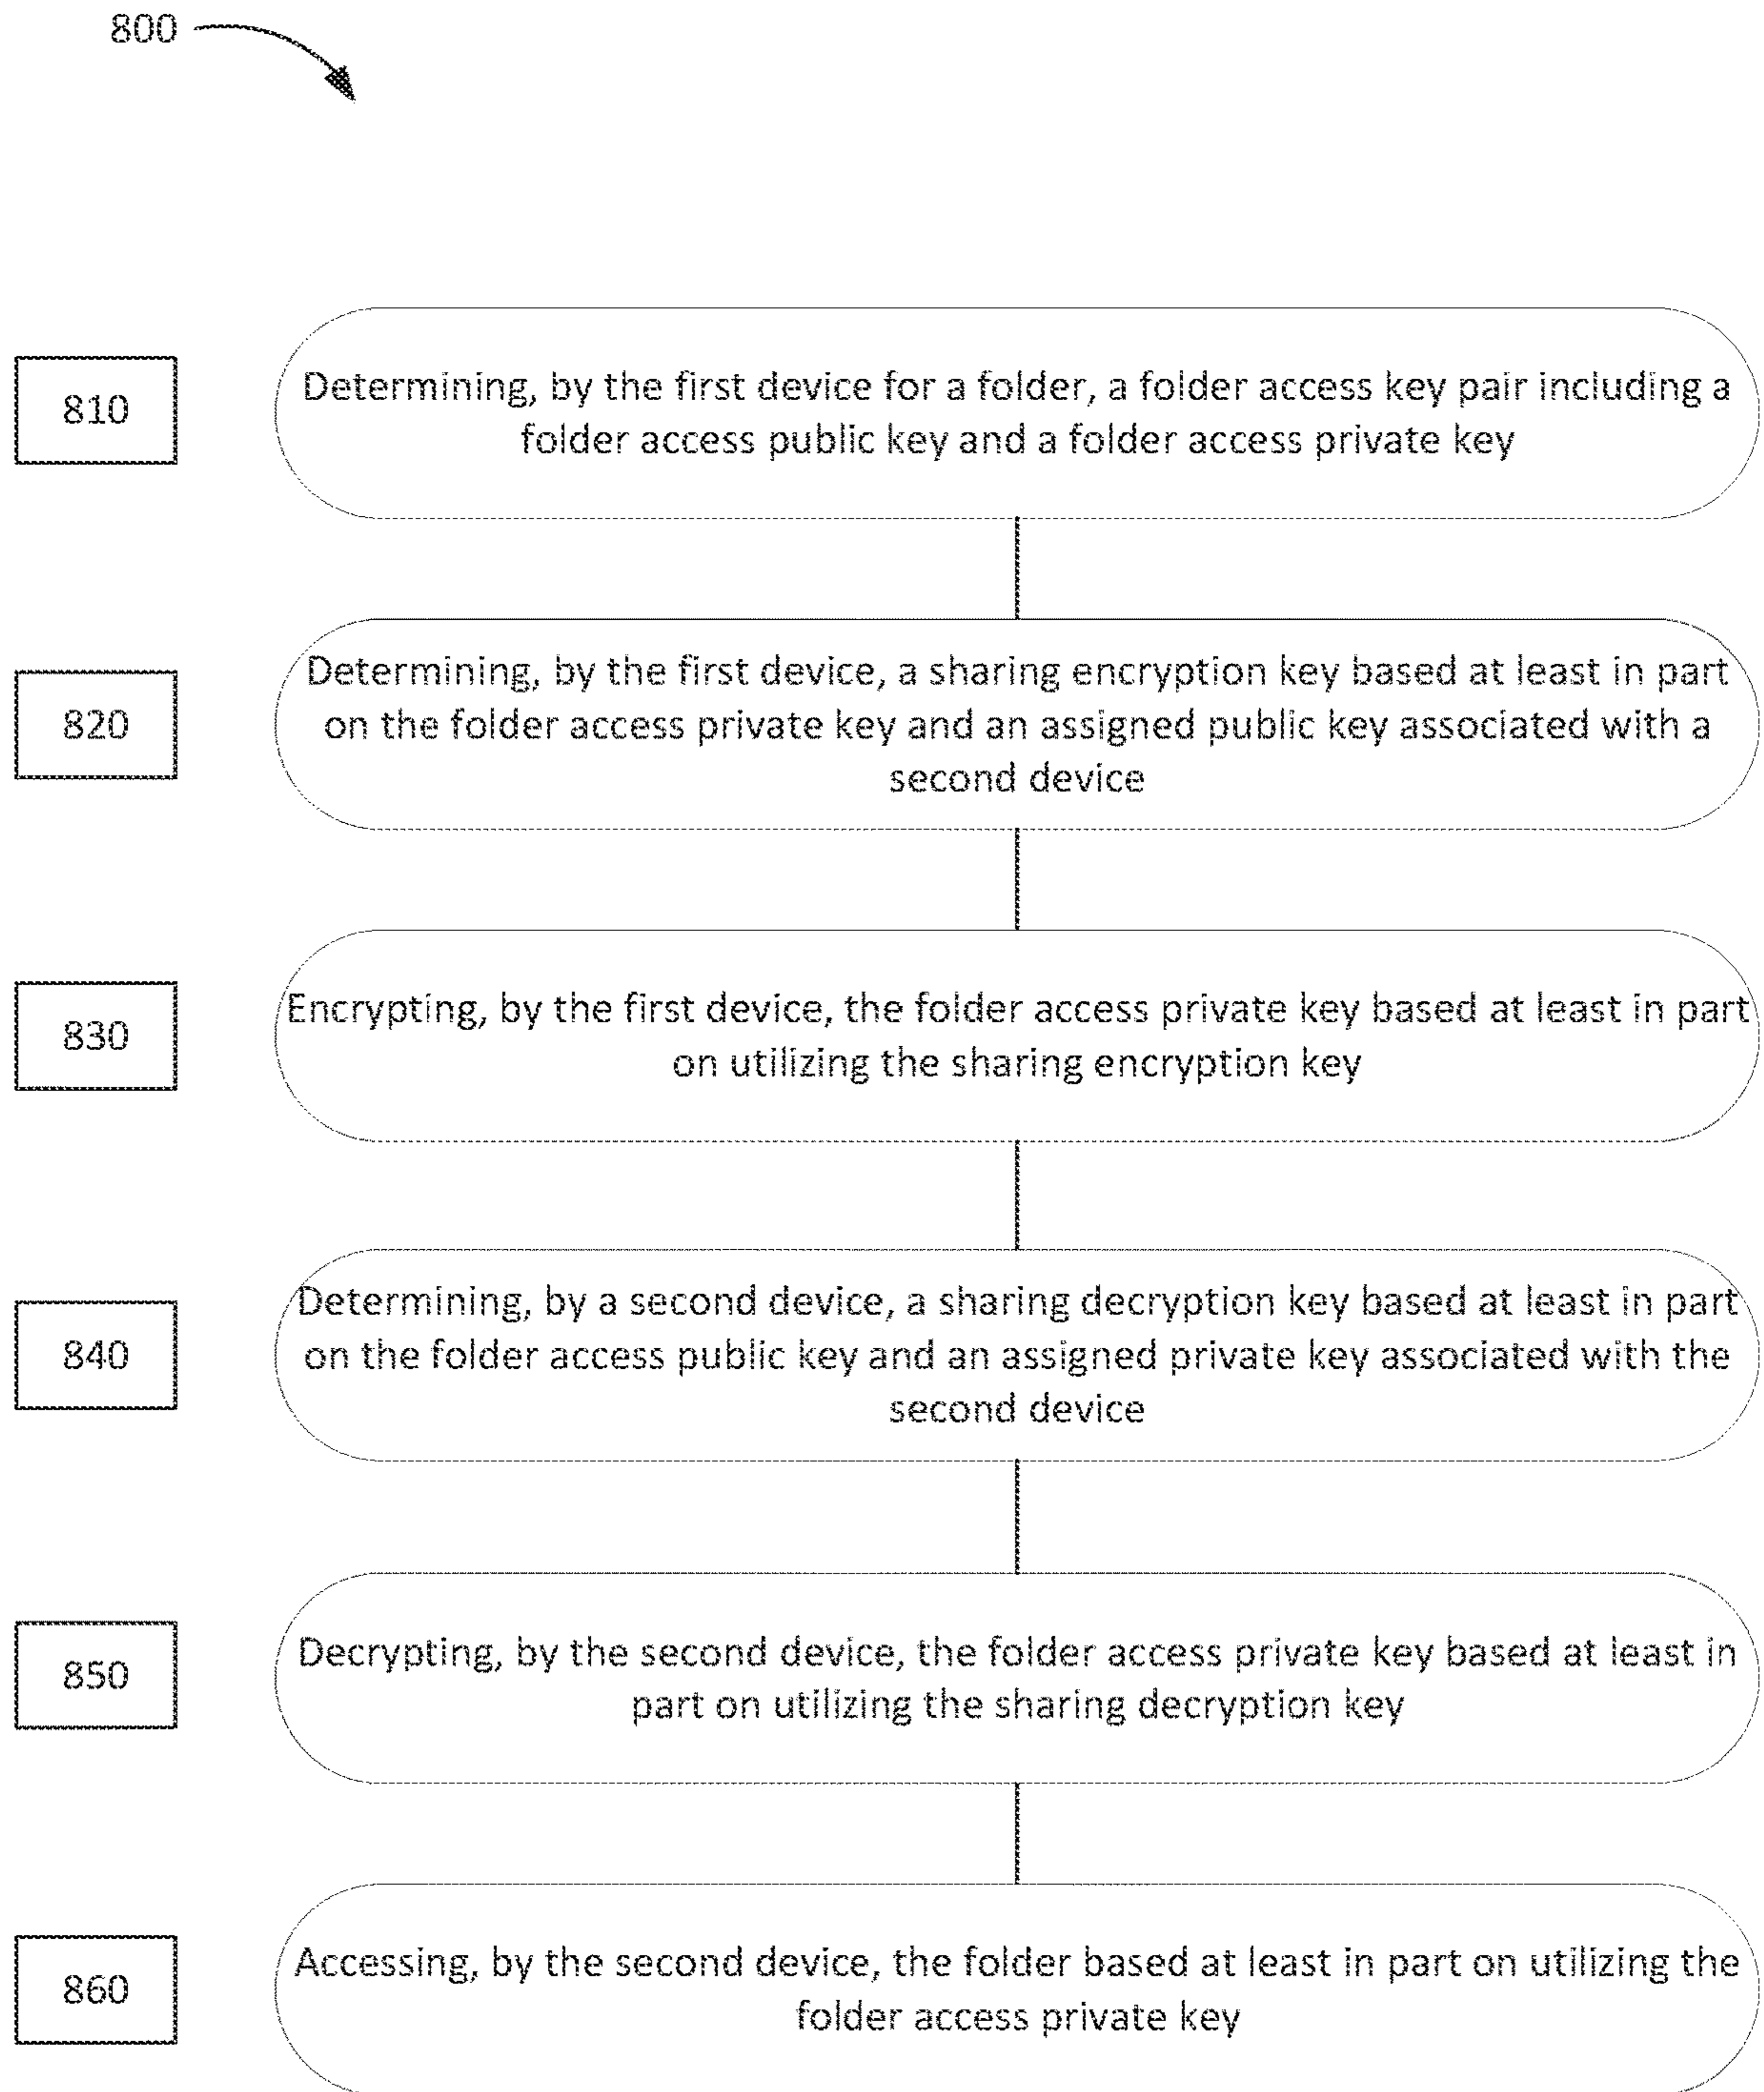 800
810
Determining, by the first device for a folder, a folder access key pair including a
folder access public key and a folder access private key
820
Determining, by the first device, a sharing encryption key based at least in part
on the folder access private key and an assigned public key associated with a
second device
830
Encrypting, by the first device, the folder access private key based at least in part
on utilizing the sharing encryption key
840
Determining, by a second device, a sharing decryption key based at least in part
on the folder access public key and an assigned private key associated with the
second device
850
Decrypting, by the second device, the folder access private key based at least in
part on utilizing the sharing decryption key
860
Accessing, by the second device, the folder based at least in part on utilizing the
folder access private key